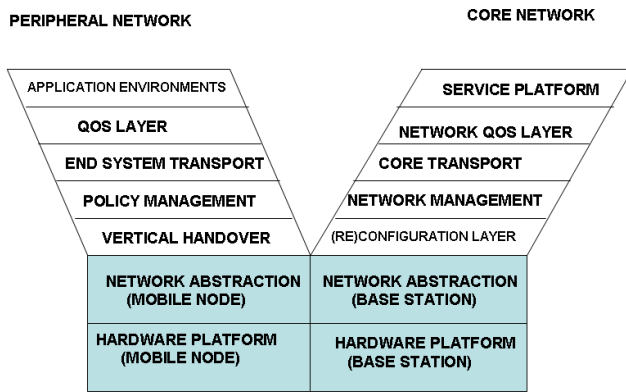 PERIPHERAL NETWORK
CORE NETWORK
APPLICATION ENVIRONMENTS
QOS LAYER
END SYSTEM TRANSPORT
POLICY MANAGEMENT
VERTICAL HANDOVER
SERVICE PLATFORM
NETWORK QOS LAYER
CORE TRANSPORT
NETWORK MANAGEMENT
(RE)CONFIGURATION LAYER
NETWORK ABSTRACTION
(MOBILE NODE)
NETWORK ABSTRACTION
(BASE STATION)
HARDWARE PLATFORM
(MOBILE NODE)
HARDWARE PLATFORM
(BASE STATION)